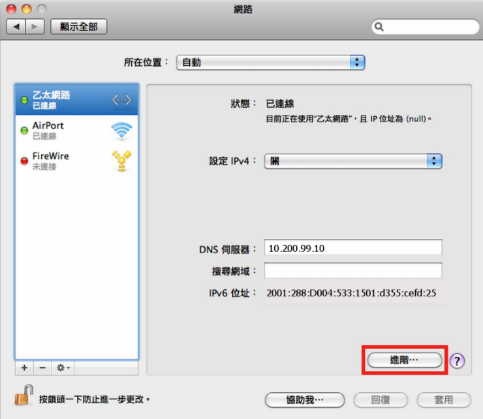 網路
顯示全部
所在位置： 自動
乙太網路
已連線
AirPort
已連線
FireWire
未連接
狀態： 已連線
目前正在使用“乙太網路”，且 IP 位址為 (null)。
設定 IPv4： 關
DNS 伺服器： 10.200.99.10
搜尋網域：
IPv6 位址： 2001:288:D004:533:1501:d355:cefd:25
進階… ?
+ −
按鎖頭一下防止進一步更改。
協助我… 回復 套用